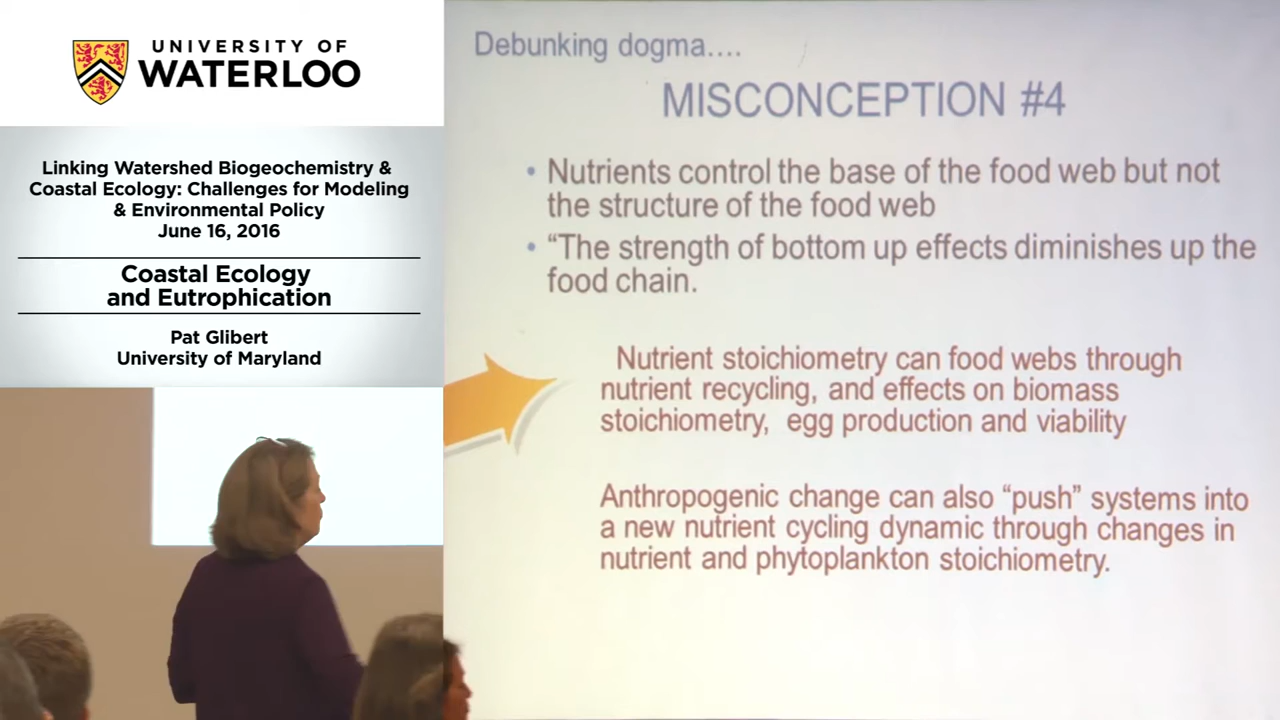 UNIVERSITY OF
WATERLOO
Linking Watershed Biogeochemistry &
Coastal Ecology: Challenges for Modeling
& Environmental Policy
June 16, 2016
Coastal Ecology
and Eutrophication
Pat Glibert
University of Maryland
Debunking dogma....
MISCONCEPTION #4
• Nutrients control the base of the food web but not
the structure of the food web
• “The strength of bottom up effects diminishes up the
food chain.
Nutrient stoichiometry can food webs through
nutrient recycling, and effects on biomass
stoichiometry, egg production and viability
Anthropogenic change can also “push” systems into
a new nutrient cycling dynamic through changes in
nutrient and phytoplankton stoichiometry.